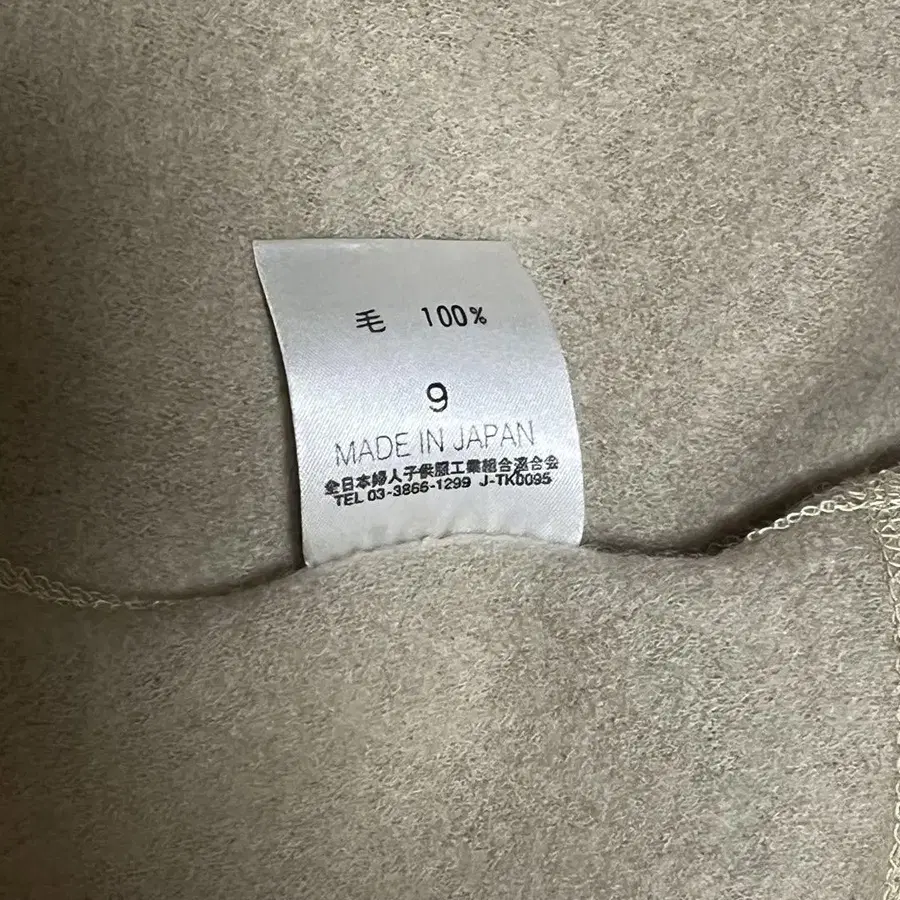 毛 100%
9
MADE IN JAPAN
全日本婦人子供服工業組合連合会
TEL 03-3866-1299 J-TK0095